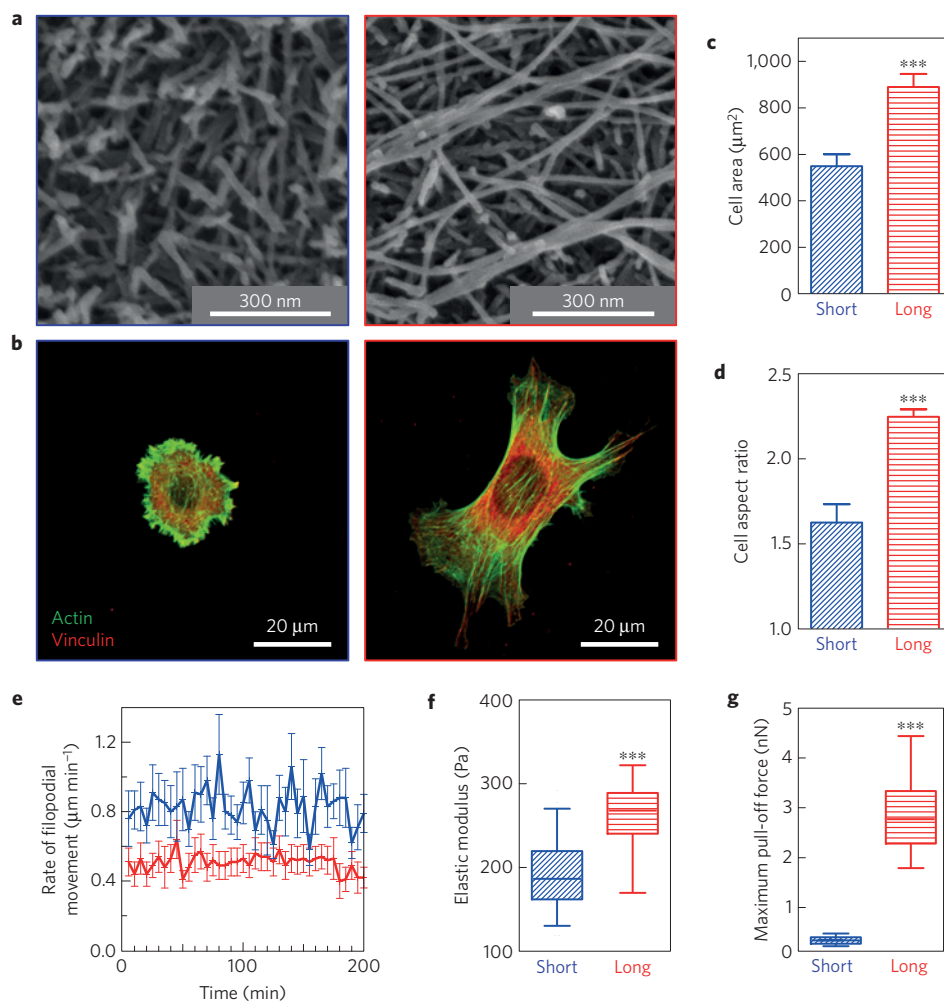 a
300 nm
300 nm
b
Actin
Vinculin
20 μm
20 μm
c
Cell area (μm²)
1,000
800
600
400
200
0
***
Short
Long
d
Cell aspect ratio
2.5
2.0
1.5
1.0
***
Short
Long
e
Rate of filopodial
movement (μm min⁻¹)
1.2
0.8
0.4
0.0
0
100
200
Time (min)
f
Elastic modulus (Pa)
400
300
200
100
***
Short
Long
g
Maximum pull-off force (nN)
5
4
3
2
1
0
***
Short
Long